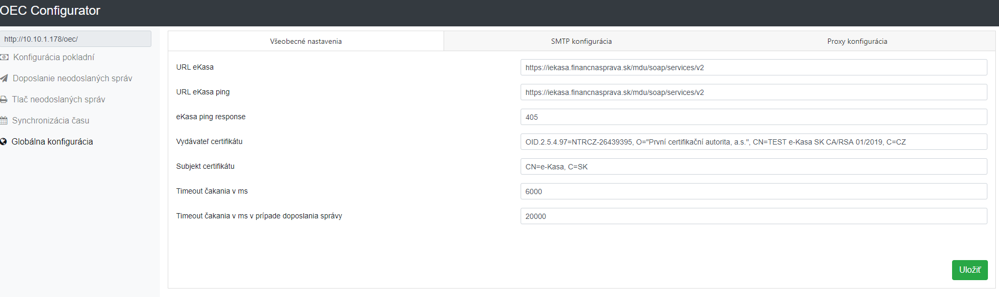 OEC Configurator
http://10.10.1.178/oec/
Konfigurácia pokladní
Doposlanie neodoslaných správ
Tlač neodoslaných správ
Synchronizácia času
Globálna konfigurácia
Všeobecné nastavenia
SMTP konfigurácia
Proxy konfigurácia
URL eKasa
https://iekasa.financnasprava.sk/mdu/soap/services/v2
URL eKasa ping
https://iekasa.financnasprava.sk/mdu/soap/services/v2
eKasa ping response
405
Vydávateľ certifikátu
OID.2.5.4.97=NTRCZ-26439395, O="První certifikační autorita, a.s.", CN=TEST e-Kasa SK CA/RSA 01/2019, C=CZ
Subjekt certifikátu
CN=e-Kasa, C=SK
Timeout čakania v ms
6000
Timeout čakania v ms v prípade doposlania správy
20000
Uložiť